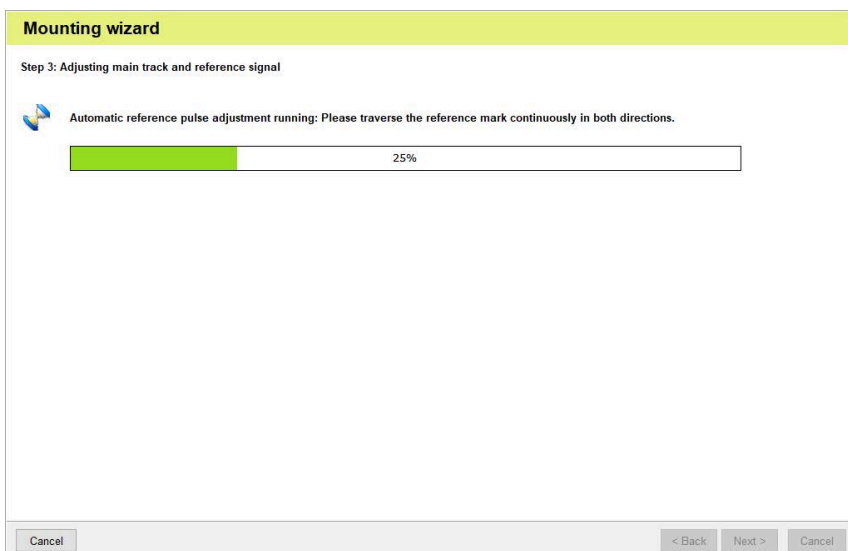 Mounting wizard
Step 3: Adjusting main track and reference signal
Automatic reference pulse adjustment running: Please traverse the reference mark continuously in both directions.
25%
Cancel < Back Next > Cancel